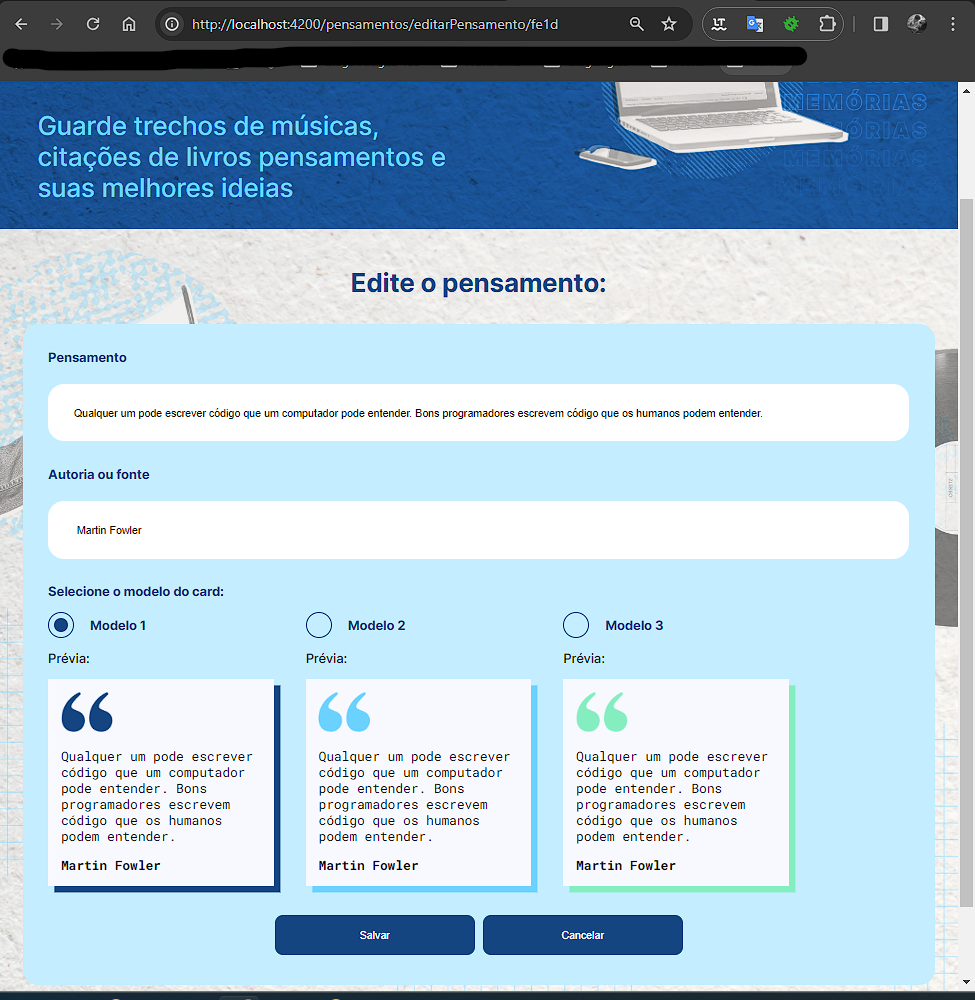 http://localhost:4200/pensamentos/editarPensamento/fe1d
MEMÓRIAS
Guarde trechos de músicas,
citações de livros pensamentos e
suas melhores ideias
Edite o pensamento:
Pensamento
Qualquer um pode escrever código que um computador pode entender. Bons programadores escrevem código que os humanos podem entender.
Autoria ou fonte
Martin Fowler
Selecione o modelo do card:
Modelo 1
Modelo 2
Modelo 3
Prévia:
Prévia:
Prévia:
Qualquer um pode escrever
código que um computador
pode entender. Bons
programadores escrevem
código que os humanos
podem entender.
Martin Fowler
Qualquer um pode escrever
código que um computador
pode entender. Bons
programadores escrevem
código que os humanos
podem entender.
Martin Fowler
Qualquer um pode escrever
código que um computador
pode entender. Bons
programadores escrevem
código que os humanos
podem entender.
Martin Fowler
Salvar
Cancelar